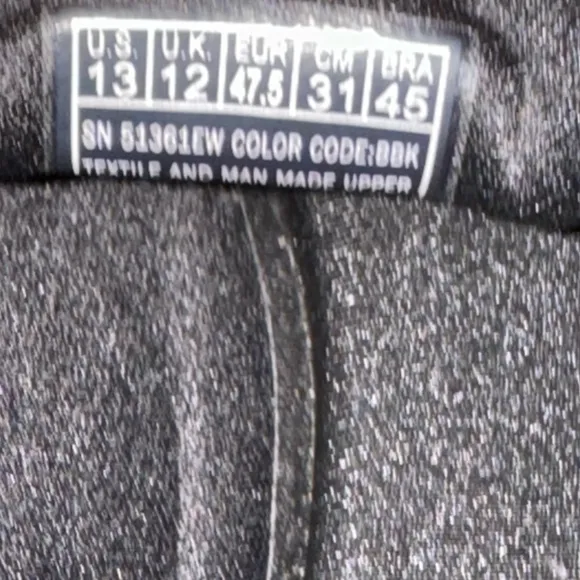 U.S. U.K. EUR CM BRA
13 12 47.5 31 45
SN 51361EW COLOR CODE:BBK
TEXTILE AND MAN MADE UPPER